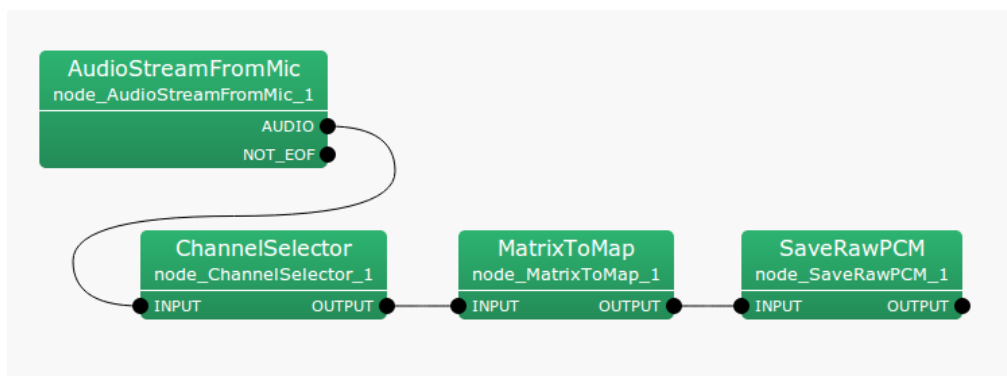 AudioStreamFromMic
node_AudioStreamFromMic_1
AUDIO
NOT_EOF
ChannelSelector
node_ChannelSelector_1
INPUT OUTPUT
MatrixToMap
node_MatrixToMap_1
INPUT OUTPUT
SaveRawPCM
node_SaveRawPCM_1
INPUT OUTPUT